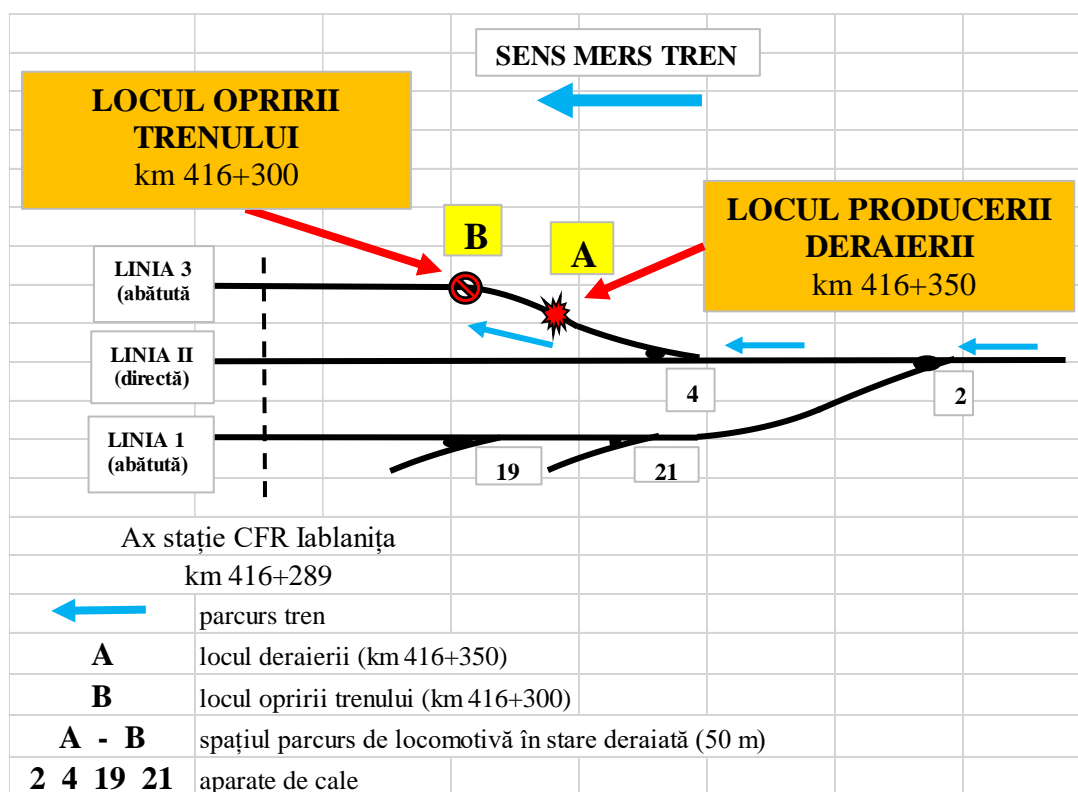 SENS MERS TREN
LOCUL OPRIRII
TRENULUI
km 416+300
B
A
LOCUL PRODUCERII
DERAIERII
km 416+350
LINIA 3
(abătută
LINIA II
(directă)
4
2
LINIA 1
(abătută)
19
21
Ax stație CFR Iablanița
km 416+289
parcurs tren
A locul deraierii (km 416+350)
B locul opririi trenului (km 416+300)
A - B spațiul parcurs de locomotivă în stare deraiată (50 m)
2 4 19 21 aparate de cale